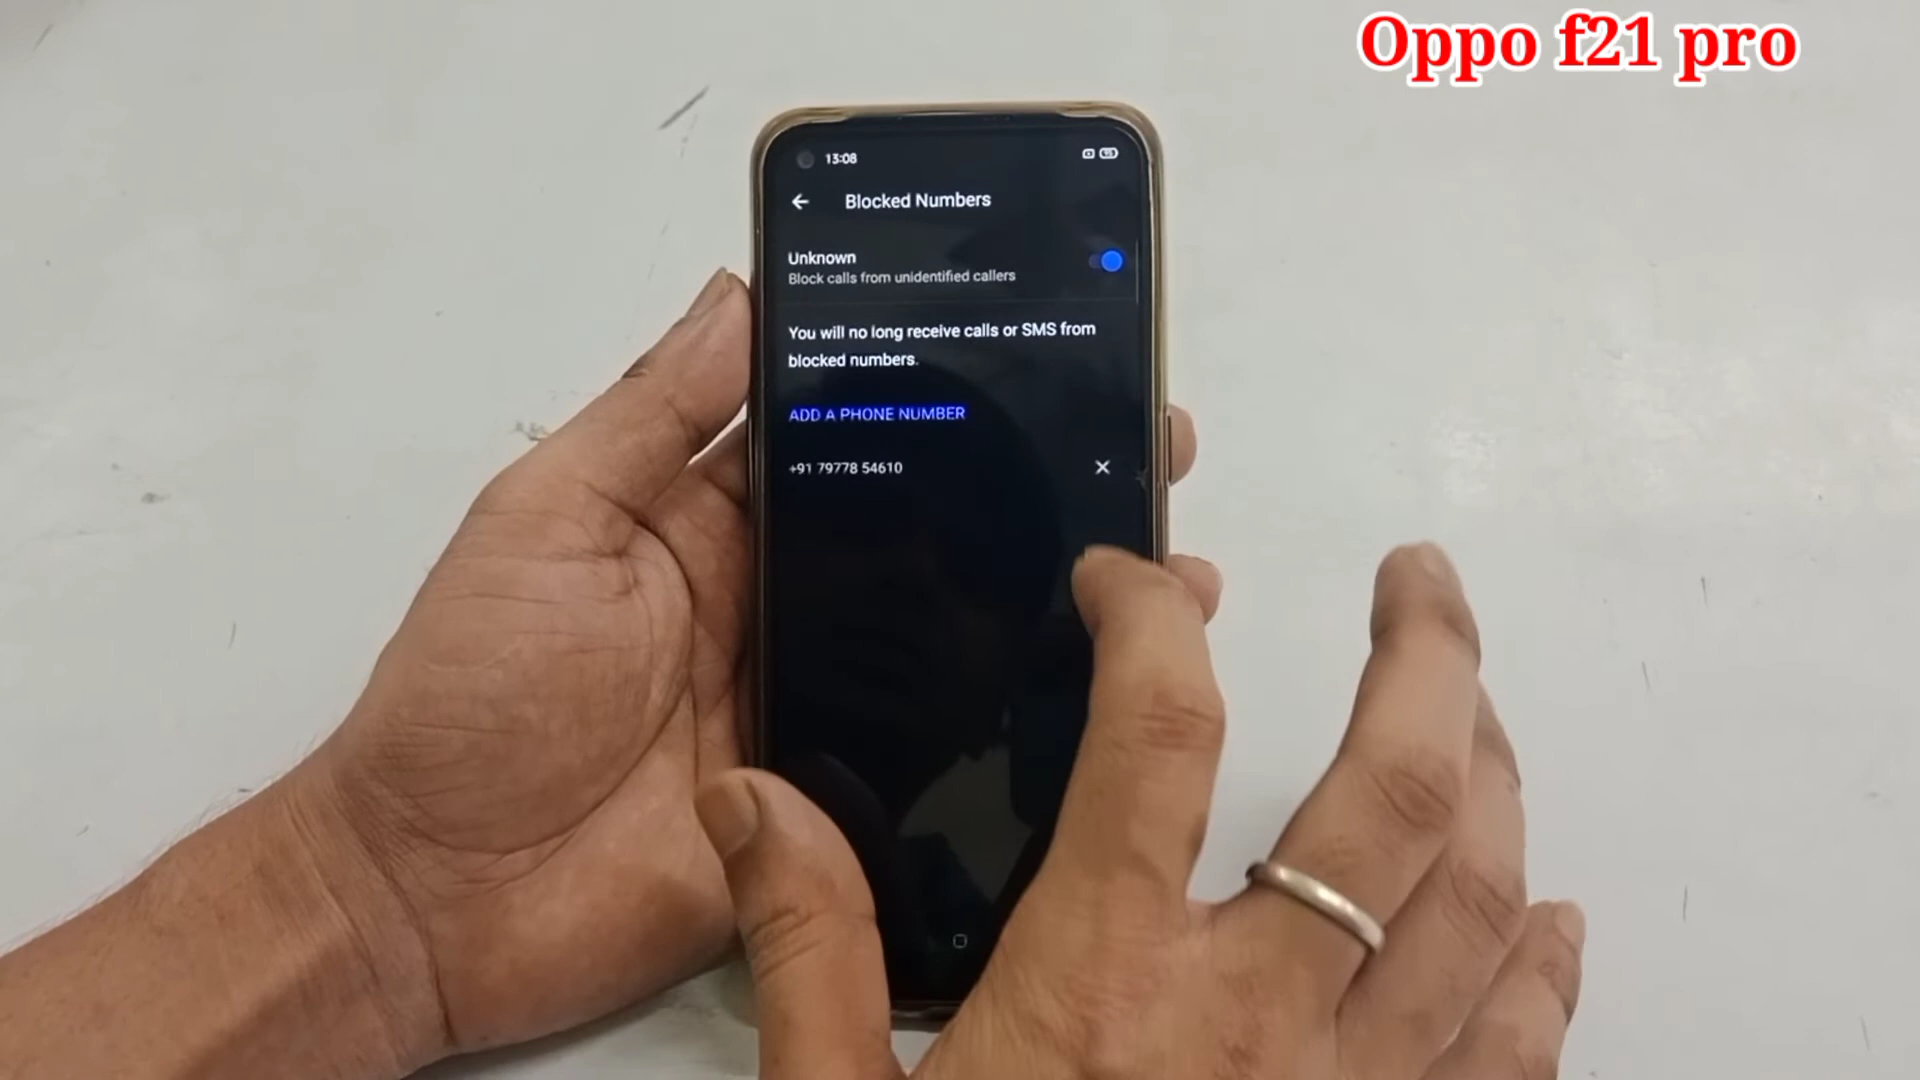 Oppo f21 pro
13:08
Blocked Numbers
Unknown
Block calls from unidentified callers
You will no long receive calls or SMS from
blocked numbers.
ADD A PHONE NUMBER
+91 79778 54610